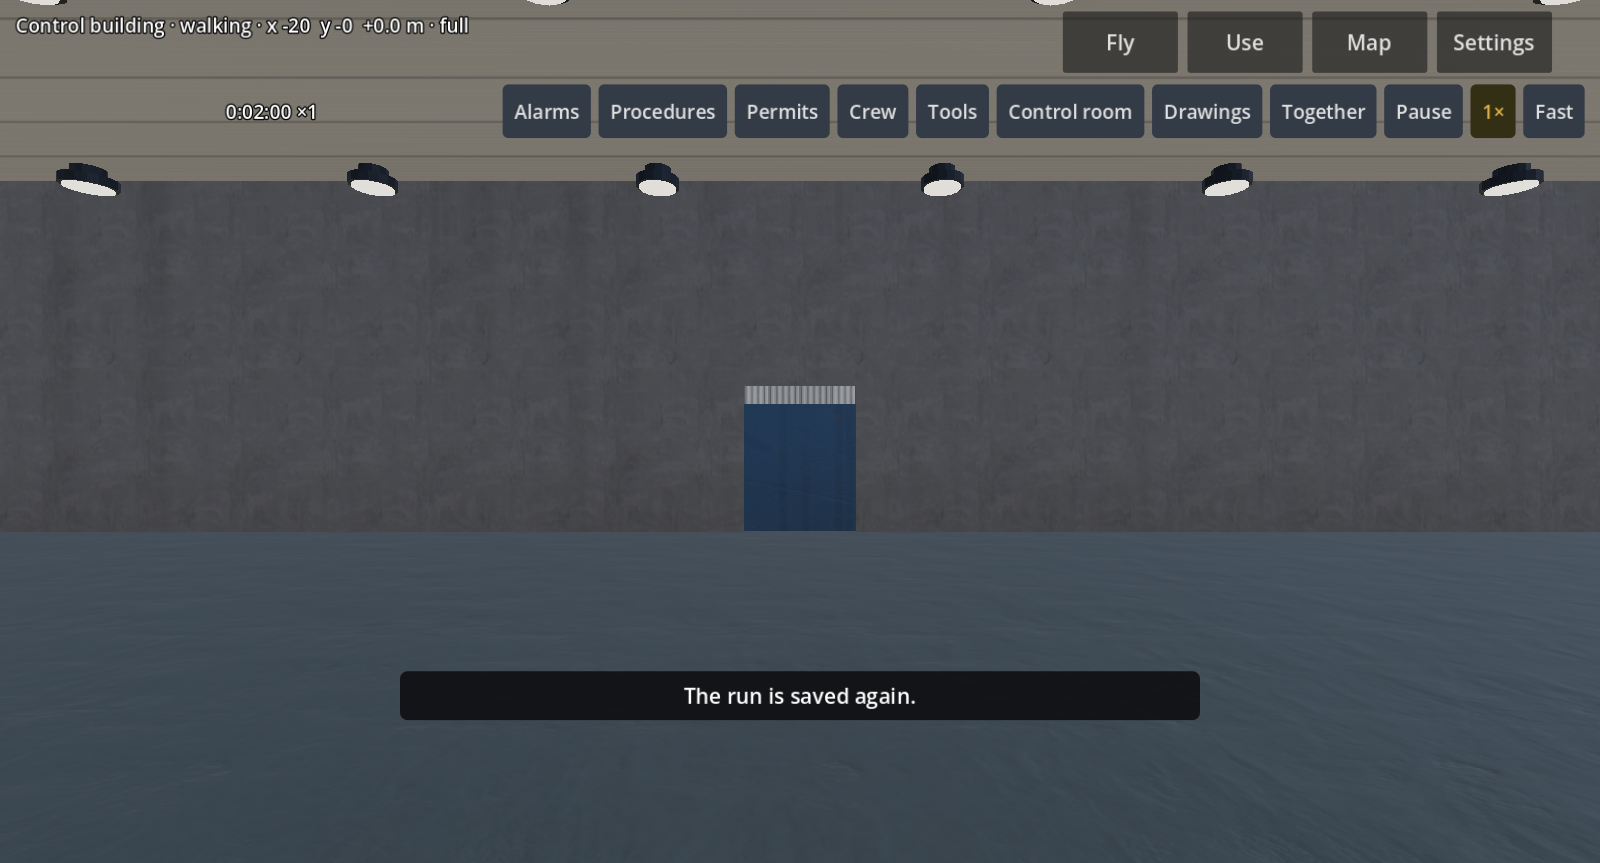 Control building · walking · x -20 y -0 +0.0 m · full
Fly
Use
Map
Settings
0:02:00 ×1
Alarms
Procedures
Permits
Crew
Tools
Control room
Drawings
Together
Pause
1×
Fast
The run is saved again.